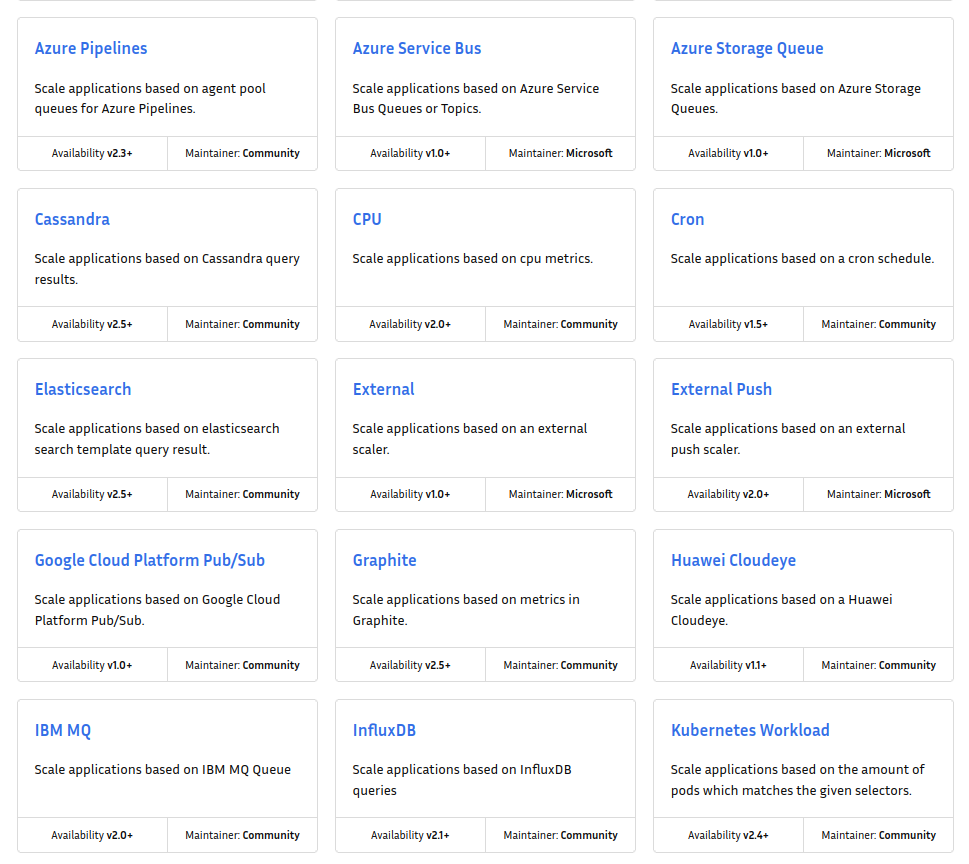 Azure Pipelines
Scale applications based on agent pool
queues for Azure Pipelines.
Availability v2.3+
Maintainer: Community
Azure Service Bus
Scale applications based on Azure Service
Bus Queues or Topics.
Availability v1.0+
Maintainer: Microsoft
Azure Storage Queue
Scale applications based on Azure Storage
Queues.
Availability v1.0+
Maintainer: Microsoft
Cassandra
Scale applications based on Cassandra query
results.
Availability v2.5+
Maintainer: Community
CPU
Scale applications based on cpu metrics.
Availability v2.0+
Maintainer: Community
Cron
Scale applications based on a cron schedule.
Availability v1.5+
Maintainer: Community
Elasticsearch
Scale applications based on elasticsearch
search template query result.
Availability v2.5+
Maintainer: Community
External
Scale applications based on an external
scaler.
Availability v1.0+
Maintainer: Microsoft
External Push
Scale applications based on an external
push scaler.
Availability v2.0+
Maintainer: Microsoft
Google Cloud Platform Pub/Sub
Scale applications based on Google Cloud
Platform Pub/Sub.
Availability v1.0+
Maintainer: Community
Graphite
Scale applications based on metrics in
Graphite.
Availability v2.5+
Maintainer: Community
Huawei Cloudeye
Scale applications based on a Huawei
Cloudeye.
Availability v1.1+
Maintainer: Community
IBM MQ
Scale applications based on IBM MQ Queue
Availability v2.0+
Maintainer: Community
InfluxDB
Scale applications based on InfluxDB
queries
Availability v2.1+
Maintainer: Community
Kubernetes Workload
Scale applications based on the amount of
pods which matches the given selectors.
Availability v2.4+
Maintainer: Community